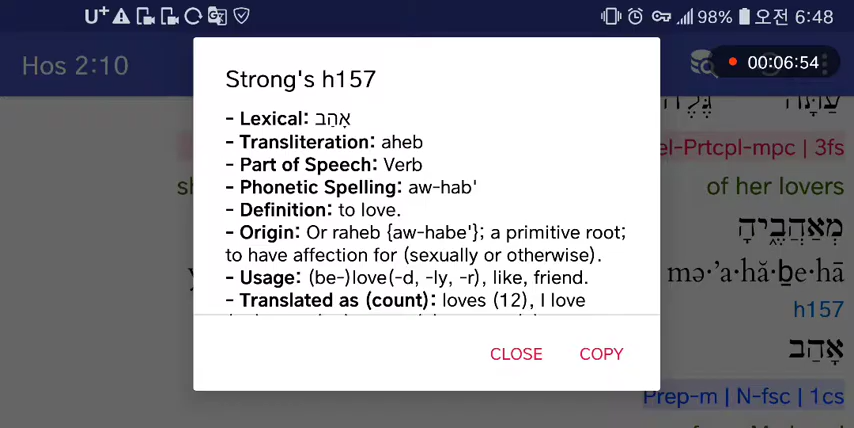 U+ 98% 오전 6:48
Hos 2:10
00:06:54
Strong's h157
- Lexical: אָהַב
- Transliteration: aheb
- Part of Speech: Verb
- Phonetic Spelling: aw-hab'
- Definition: to love.
- Origin: Or raheb {aw-habe'}; a primitive root;
to have affection for (sexually or otherwise).
- Usage: (be-)love(-d, -ly, -r), like, friend.
- Translated as (count): loves (12), I love
CLOSE COPY
el-Prtcpl-mpc | 3fs
of her lovers
מְאַהֲבֶ֑יהָ
mə·’a·hă·ḇe·hā
h157
אָהַב
Prep-m | N-fsc | 1cs